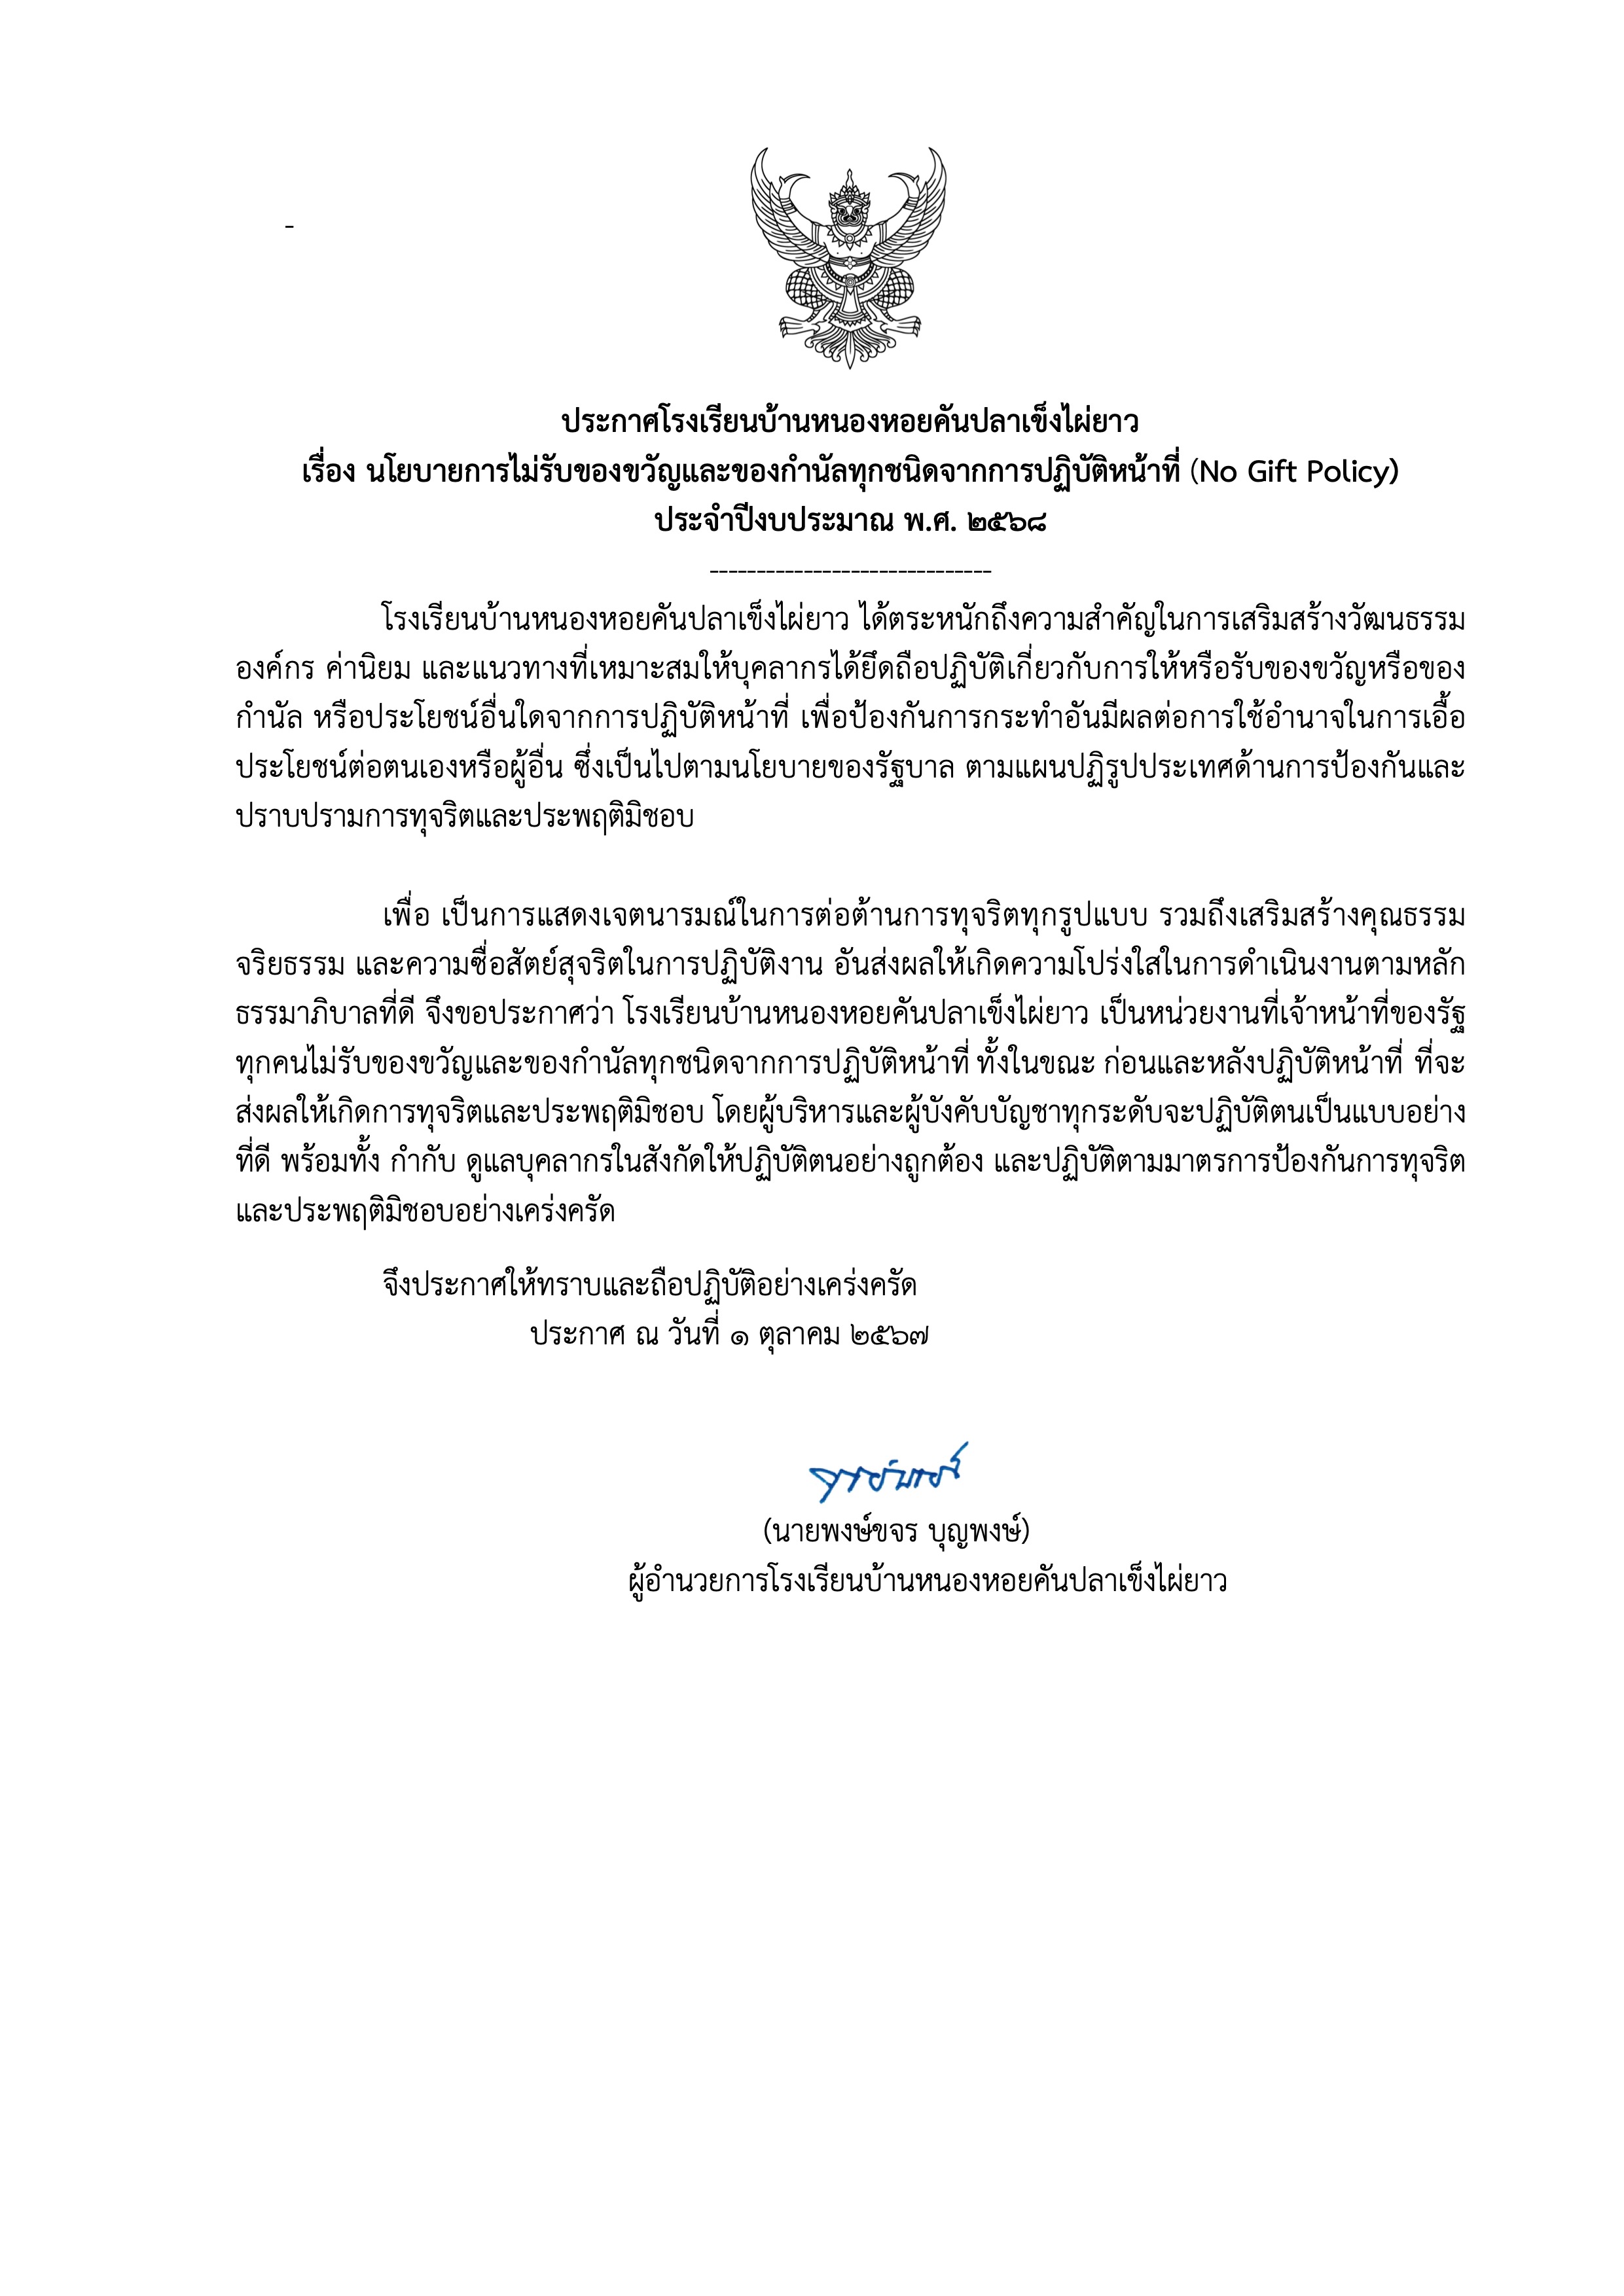 -
ประกาศโรงเรียนบ้านหนองหอยคันปลาเข็งไผ่ยาว
เรื่อง นโยบายการไม่รับของขวัญและของกำนัลทุกชนิดจากการปฏิบัติหน้าที่ (No Gift Policy)
ประจำปีงบประมาณ พ.ศ. ๒๕๖๘
------------------------------
โรงเรียนบ้านหนองหอยคันปลาเข็งไผ่ยาว ได้ตระหนักถึงความสำคัญในการเสริมสร้างวัฒนธรรม
องค์กร ค่านิยม และแนวทางที่เหมาะสมให้บุคลากรได้ยึดถือปฏิบัติเกี่ยวกับการให้หรือรับของขวัญหรือของ
กำนัล หรือประโยชน์อื่นใดจากการปฏิบัติหน้าที่ เพื่อป้องกันการกระทำอันมีผลต่อการใช้อำนาจในการเอื้อ
ประโยชน์ต่อตนเองหรือผู้อื่น ซึ่งเป็นไปตามนโยบายของรัฐบาล ตามแผนปฏิรูปประเทศด้านการป้องกันและ
ปราบปรามการทุจริตและประพฤติมิชอบ
เพื่อ เป็นการแสดงเจตนารมณ์ในการต่อต้านการทุจริตทุกรูปแบบ รวมถึงเสริมสร้างคุณธรรม
จริยธรรม และความซื่อสัตย์สุจริตในการปฏิบัติงาน อันส่งผลให้เกิดความโปร่งใสในการดำเนินงานตามหลัก
ธรรมาภิบาลที่ดี จึงขอประกาศว่า โรงเรียนบ้านหนองหอยคันปลาเข็งไผ่ยาว เป็นหน่วยงานที่เจ้าหน้าที่ของรัฐ
ทุกคนไม่รับของขวัญและของกำนัลทุกชนิดจากการปฏิบัติหน้าที่ ทั้งในขณะ ก่อนและหลังปฏิบัติหน้าที่ ที่จะ
ส่งผลให้เกิดการทุจริตและประพฤติมิชอบ โดยผู้บริหารและผู้บังคับบัญชาทุกระดับจะปฏิบัติตนเป็นแบบอย่าง
ที่ดี พร้อมทั้ง กำกับ ดูแลบุคลากรในสังกัดให้ปฏิบัติตนอย่างถูกต้อง และปฏิบัติตามมาตรการป้องกันการทุจริต
และประพฤติมิชอบอย่างเคร่งครัด
จึงประกาศให้ทราบและถือปฏิบัติอย่างเคร่งครัด
ประกาศ ณ วันที่ ๑ ตุลาคม ๒๕๖๗
(นายพงษ์ขจร บุญพงษ์)
ผู้อำนวยการโรงเรียนบ้านหนองหอยคันปลาเข็งไผ่ยาว